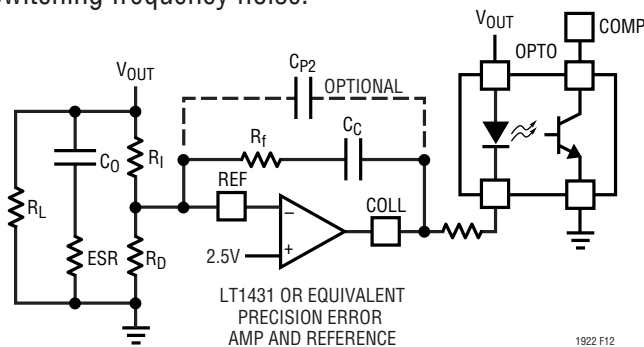 switching frequency noise.
VOUT
COMP
OPTO
VOUT
CP2
OPTIONAL
Rf
CC
CO
RI
REF
COLL
RL
ESR
RD
−
+
2.5V
LT1431 OR EQUIVALENT
PRECISION ERROR
AMP AND REFERENCE
1922 F12